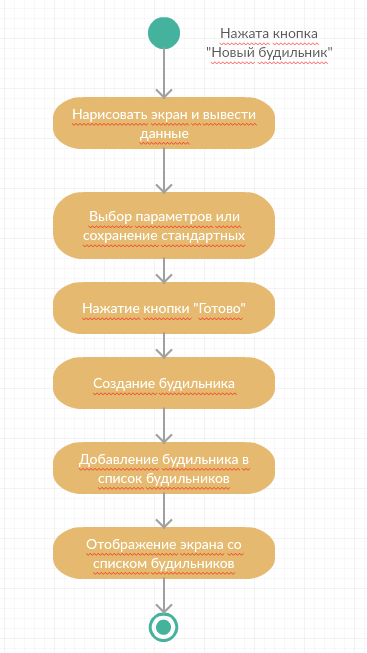 Нажата кнопка
"Новый будильник"
Нарисовать экран и вывести
данные
Выбор параметров или
сохранение стандартных
Нажатие кнопки "Готово"
Создание будильника
Добавление будильника в
список будильников
Отображение экрана со
списком будильников